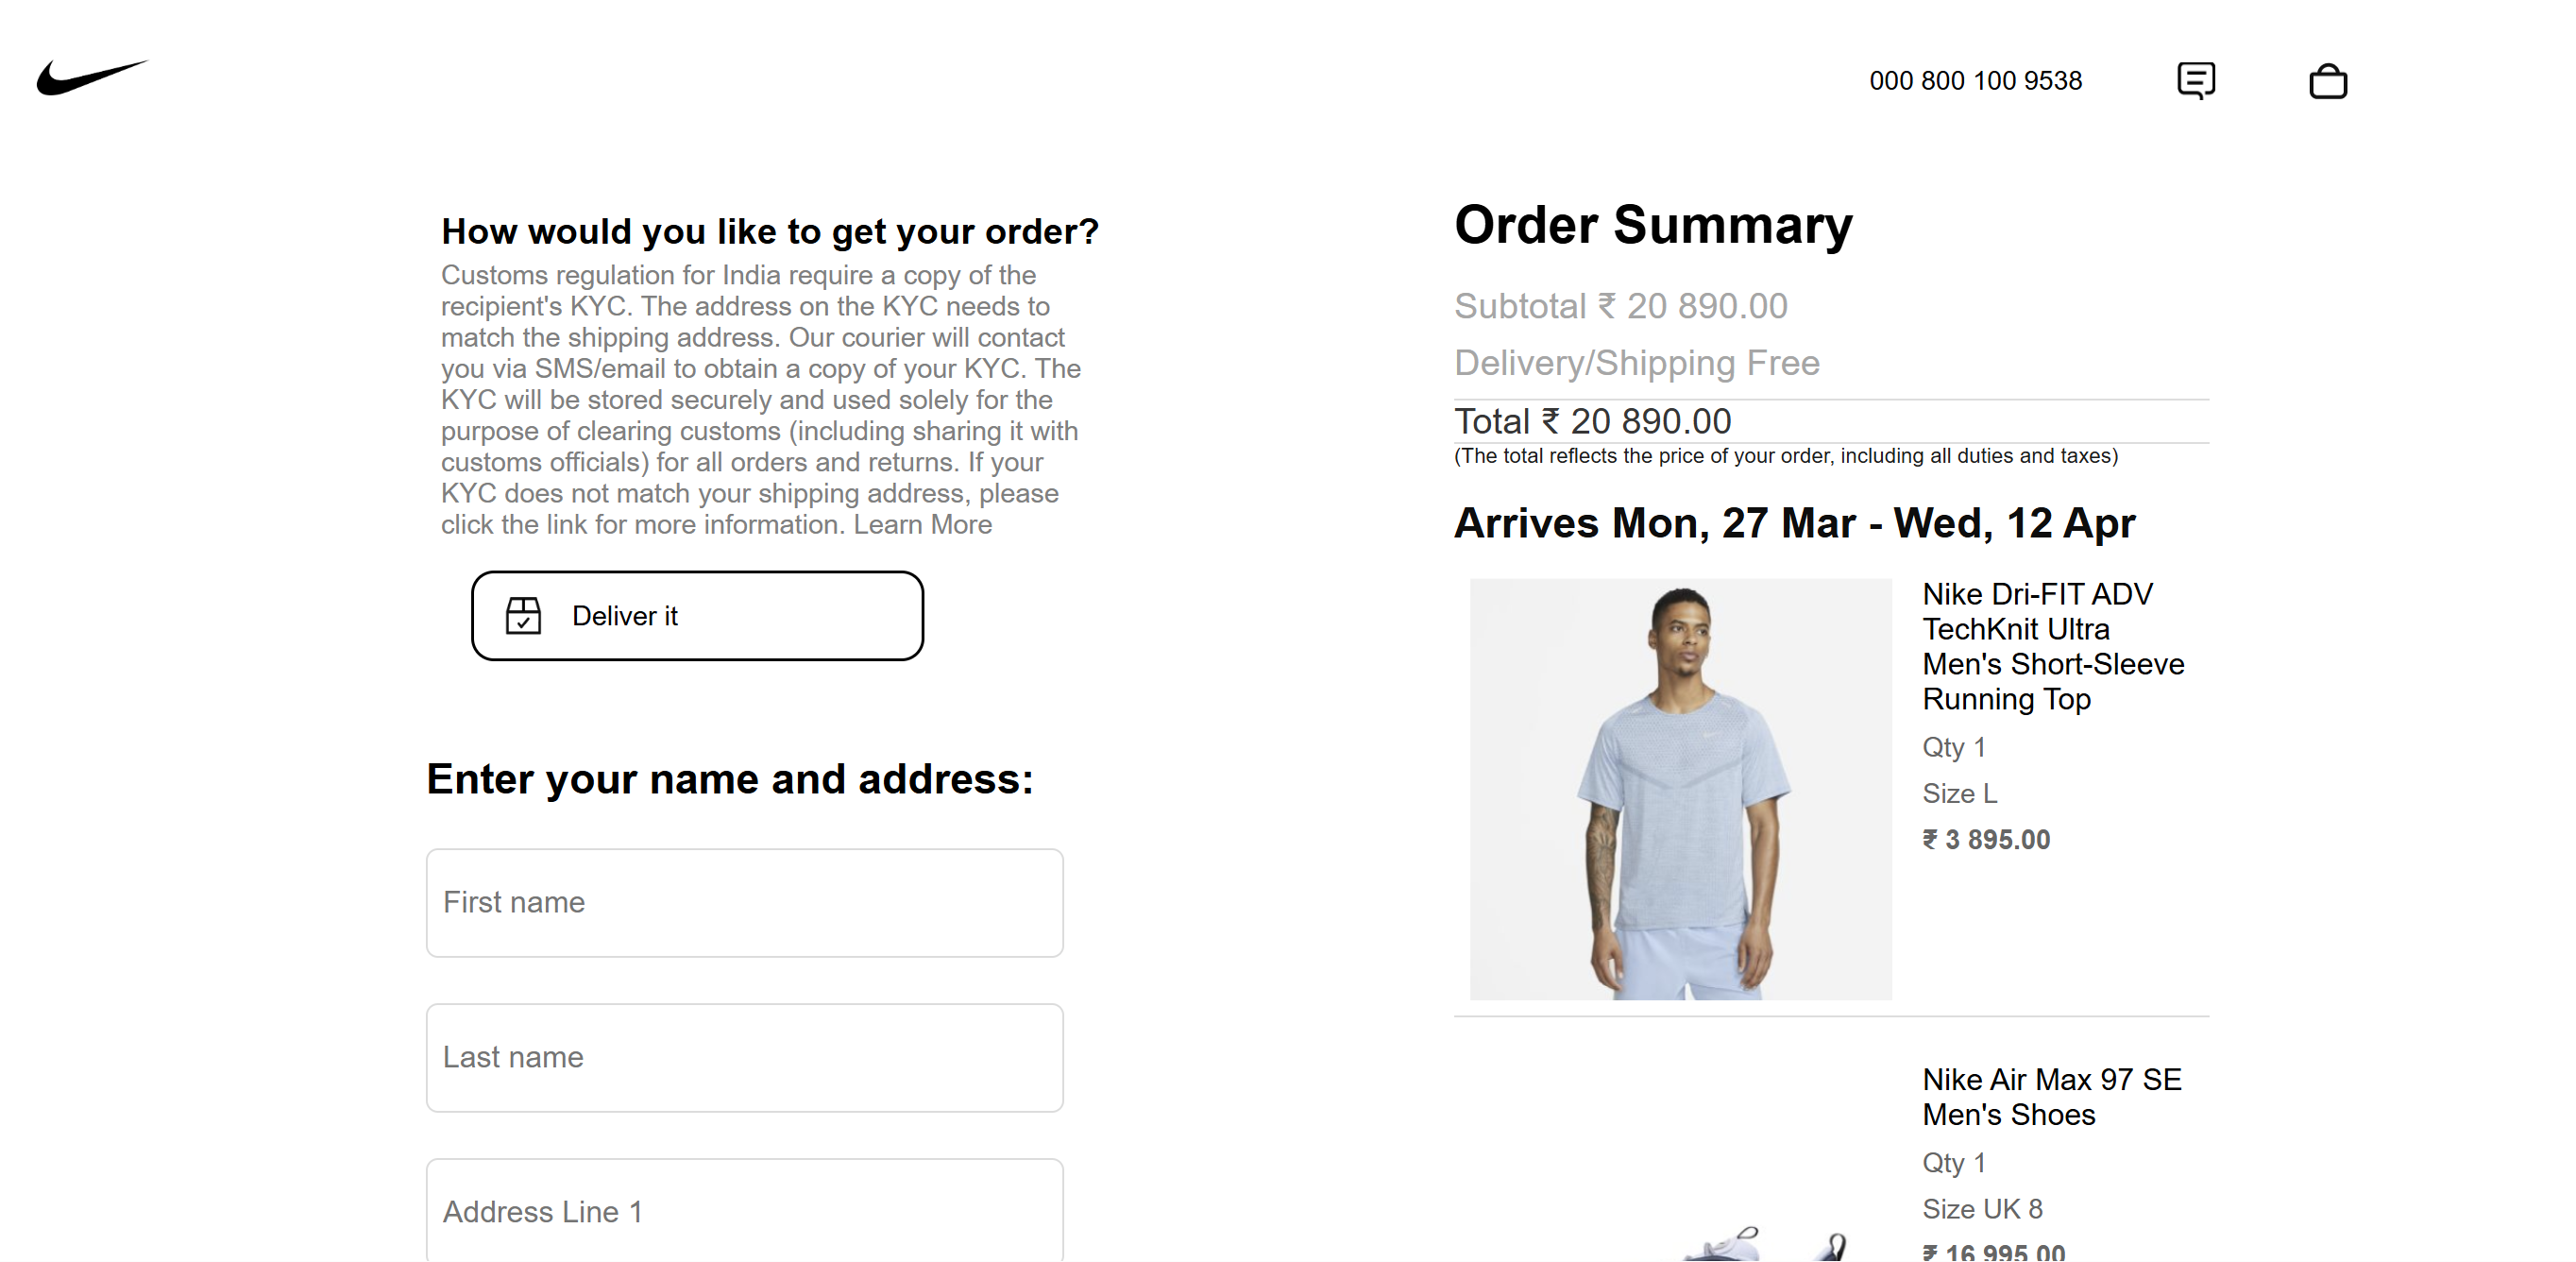 000 800 100 9538
How would you like to get your order?
Customs regulation for India require a copy of the
recipient's KYC. The address on the KYC needs to
match the shipping address. Our courier will contact
you via SMS/email to obtain a copy of your KYC. The
KYC will be stored securely and used solely for the
purpose of clearing customs (including sharing it with
customs officials) for all orders and returns. If your
KYC does not match your shipping address, please
click the link for more information. Learn More
Deliver it
Enter your name and address:
First name
Last name
Address Line 1
Order Summary
Subtotal ₹ 20 890.00
Delivery/Shipping Free
Total ₹ 20 890.00
(The total reflects the price of your order, including all duties and taxes)
Arrives Mon, 27 Mar - Wed, 12 Apr
Nike Dri-FIT ADV
TechKnit Ultra
Men's Short-Sleeve
Running Top
Qty 1
Size L
₹ 3 895.00
Nike Air Max 97 SE
Men's Shoes
Qty 1
Size UK 8
₹ 16 995.00